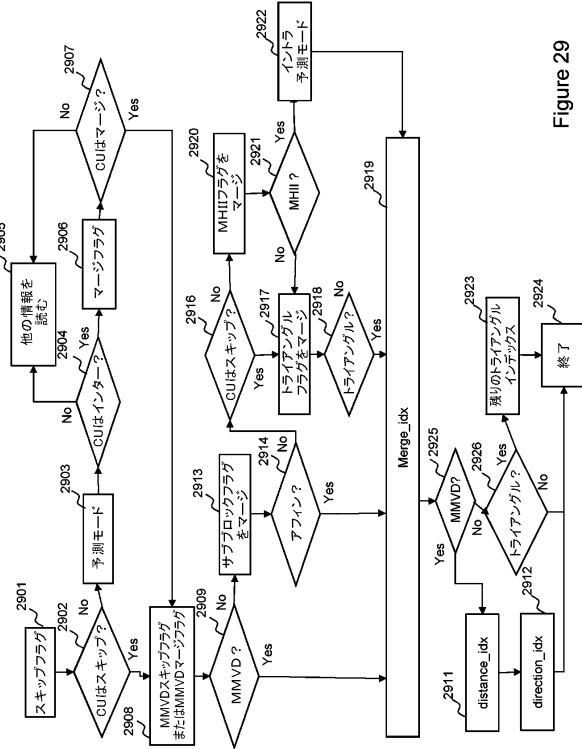 2901
スキップフラグ
2902
CUはスキップ？
No
Yes
2903
予測モード
2904
CUはインター？
No
Yes
2905
他の情報を
読む
2906
マージフラグ
2907
CUはマージ？
No
Yes
2908
MMVDスキップフラグ
またはMMVDマージフラグ
2909
MMVD？
No
Yes
2913
サブブロックフラグ
をマージ
2914
アフィン？
No
Yes
2916
CUはスキップ？
No
Yes
2920
MHIIフラグを
マージ
2921
MHII？
Yes
No
2922
イントラ
予測モード
2917
トライアングル
フラグをマージ
2918
トライアングル？
No
Yes
2919
Merge_idx
2925
MMVD?
Yes
No
2926
トライアングル？
Yes
No
2923
残りのトライアングル
インデックス
2924
終了
2911
distance_idx
2912
direction_idx
Figure 29